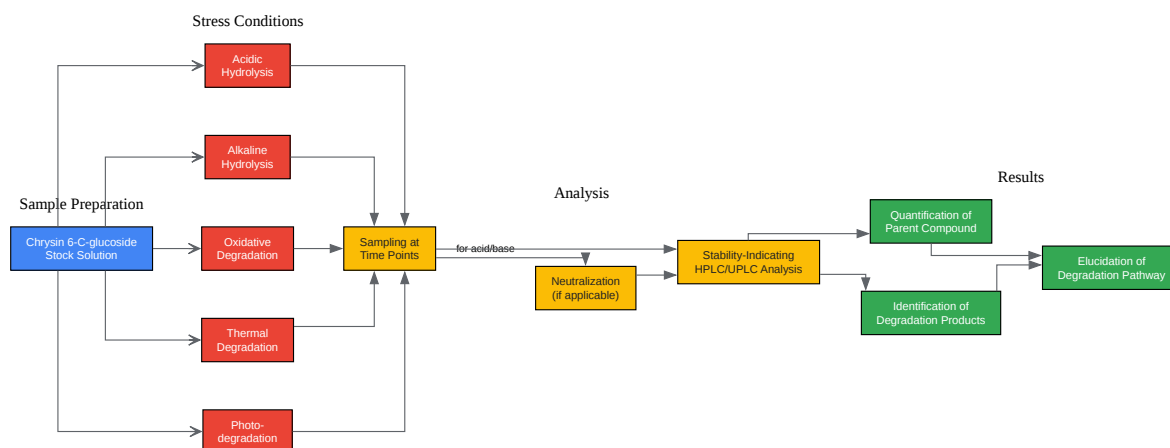 Stress Conditions
Acidic
Hydrolysis
Alkaline
Hydrolysis
Sample Preparation
Chrysin 6-C-glucoside
Stock Solution
Oxidative
Degradation
Thermal
Degradation
Photo-
degradation
Sampling at
Time Points
Analysis
for acid/base
Neutralization
(if applicable)
Stability-Indicating
HPLC/UPLC Analysis
Results
Quantification of
Parent Compound
Identification of
Degradation Products
Elucidation of
Degradation Pathway